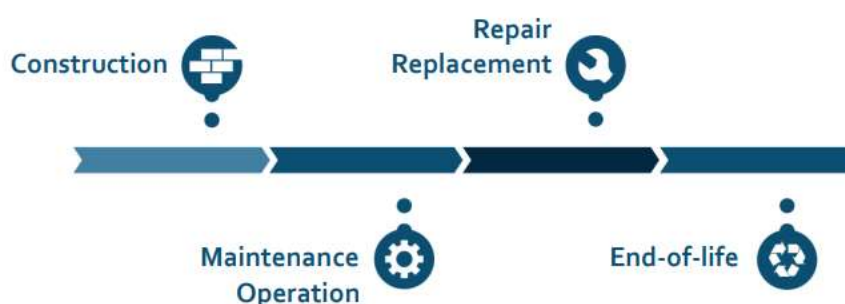 Construction
Repair
Replacement
Maintenance
Operation
End-of-life